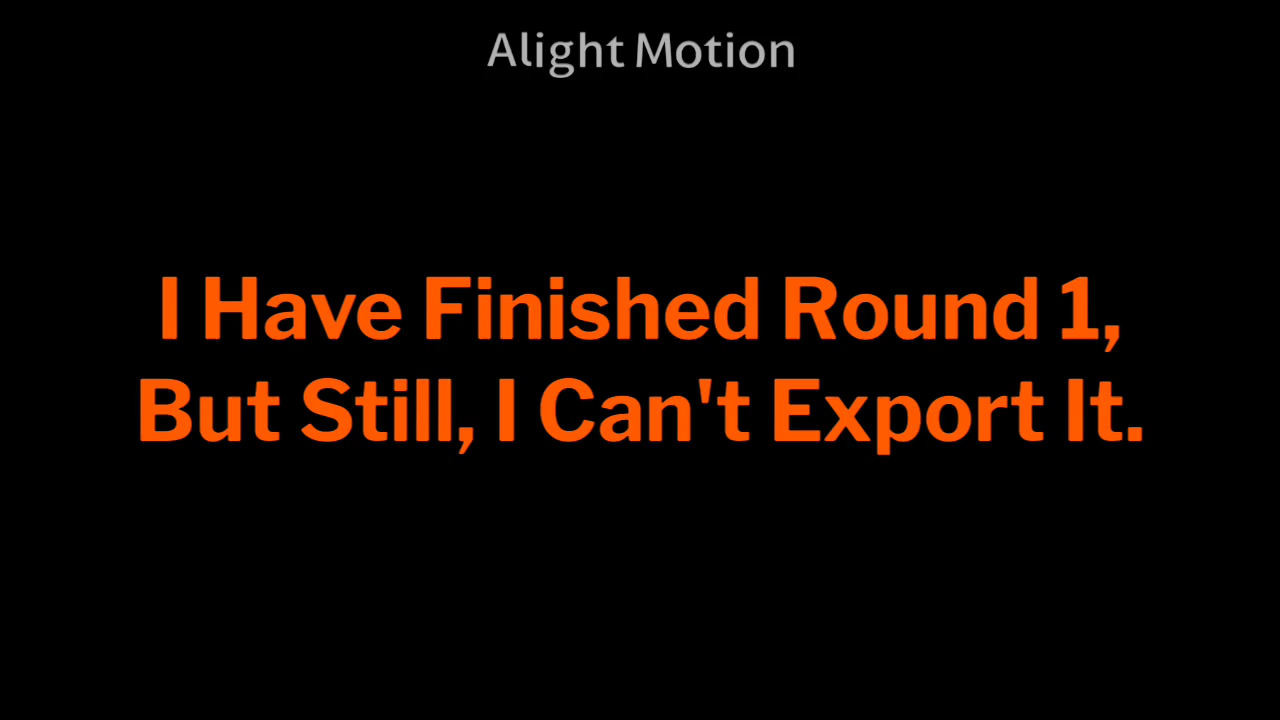 Alight Motion
I Have Finished Round 1,
But Still, I Can't Export It.